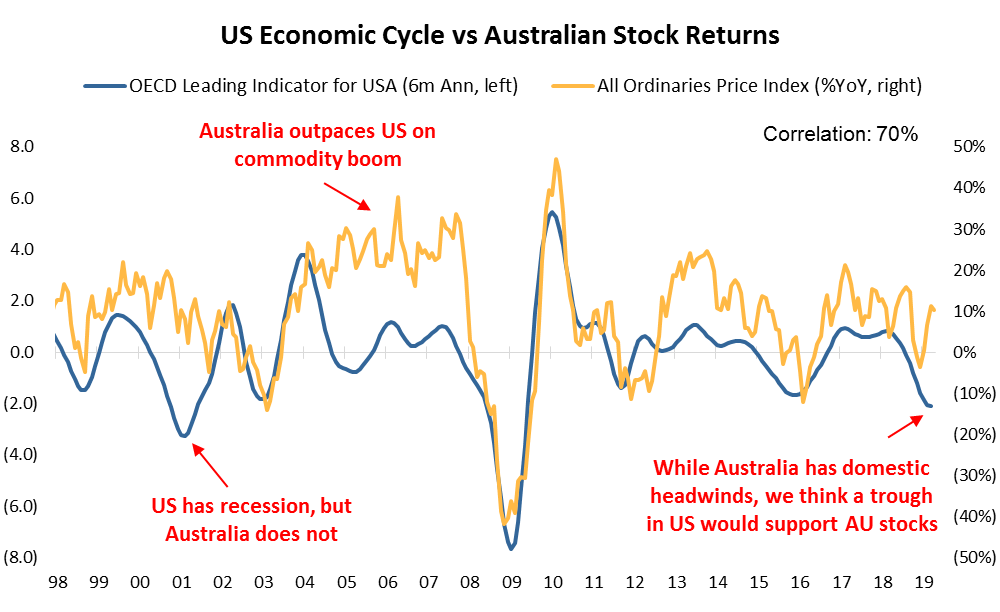 US Economic Cycle vs Australian Stock Returns
OECD Leading Indicator for USA (6m Ann, left)
All Ordinaries Price Index (%YoY, right)
Australia outpaces US on
commodity boom
Correlation: 70%
8.0
6.0
4.0
2.0
0.0
(2.0)
(4.0)
(6.0)
(8.0)
50%
40%
30%
20%
10%
0%
(10%)
(20%)
(30%)
(40%)
(50%)
US has recession, but
Australia does not
While Australia has domestic
headwinds, we think a trough
in US would support AU stocks
98 99 00 01 02 03 04 05 06 07 08 09 10 11 12 13 14 15 16 17 18 19